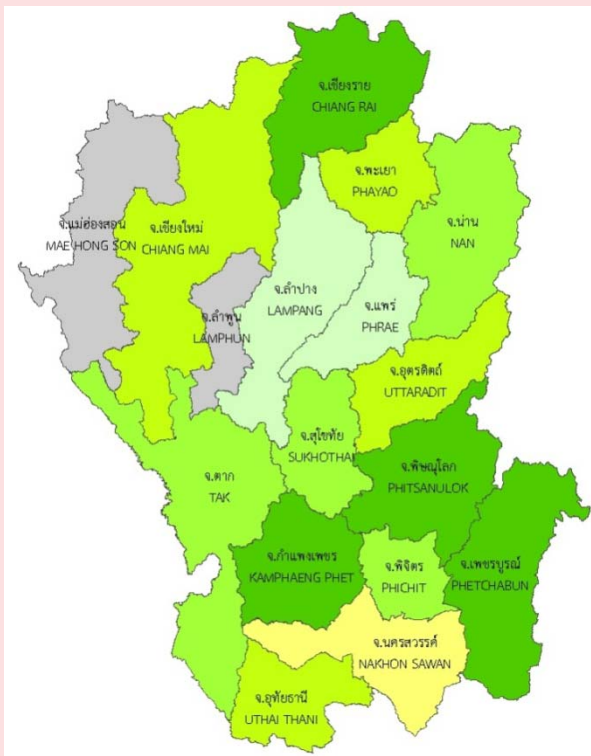 จ.เชียงราย
CHIANG RAI
จ.พะเยา
PHAYAO
จ.น่าน
NAN
จ.แม่ฮ่องสอน
MAE HONG SON
จ.เชียงใหม่
CHIANG MAI
จ.ลำปาง
LAMPANG
จ.แพร่
PHRAE
จ.ลำพูน
LAMPHUN
จ.อุตรดิตถ์
UTTARADIT
จ.สุโขทัย
SUKHOTHAI
จ.ตาก
TAK
จ.พิษณุโลก
PHITSANULOK
จ.กำแพงเพชร
KAMPHAENG PHET
จ.พิจิตร
PHICHIT
จ.เพชรบูรณ์
PHETCHABUN
จ.นครสวรรค์
NAKHON SAWAN
จ.อุทัยธานี
UTHAI THANI